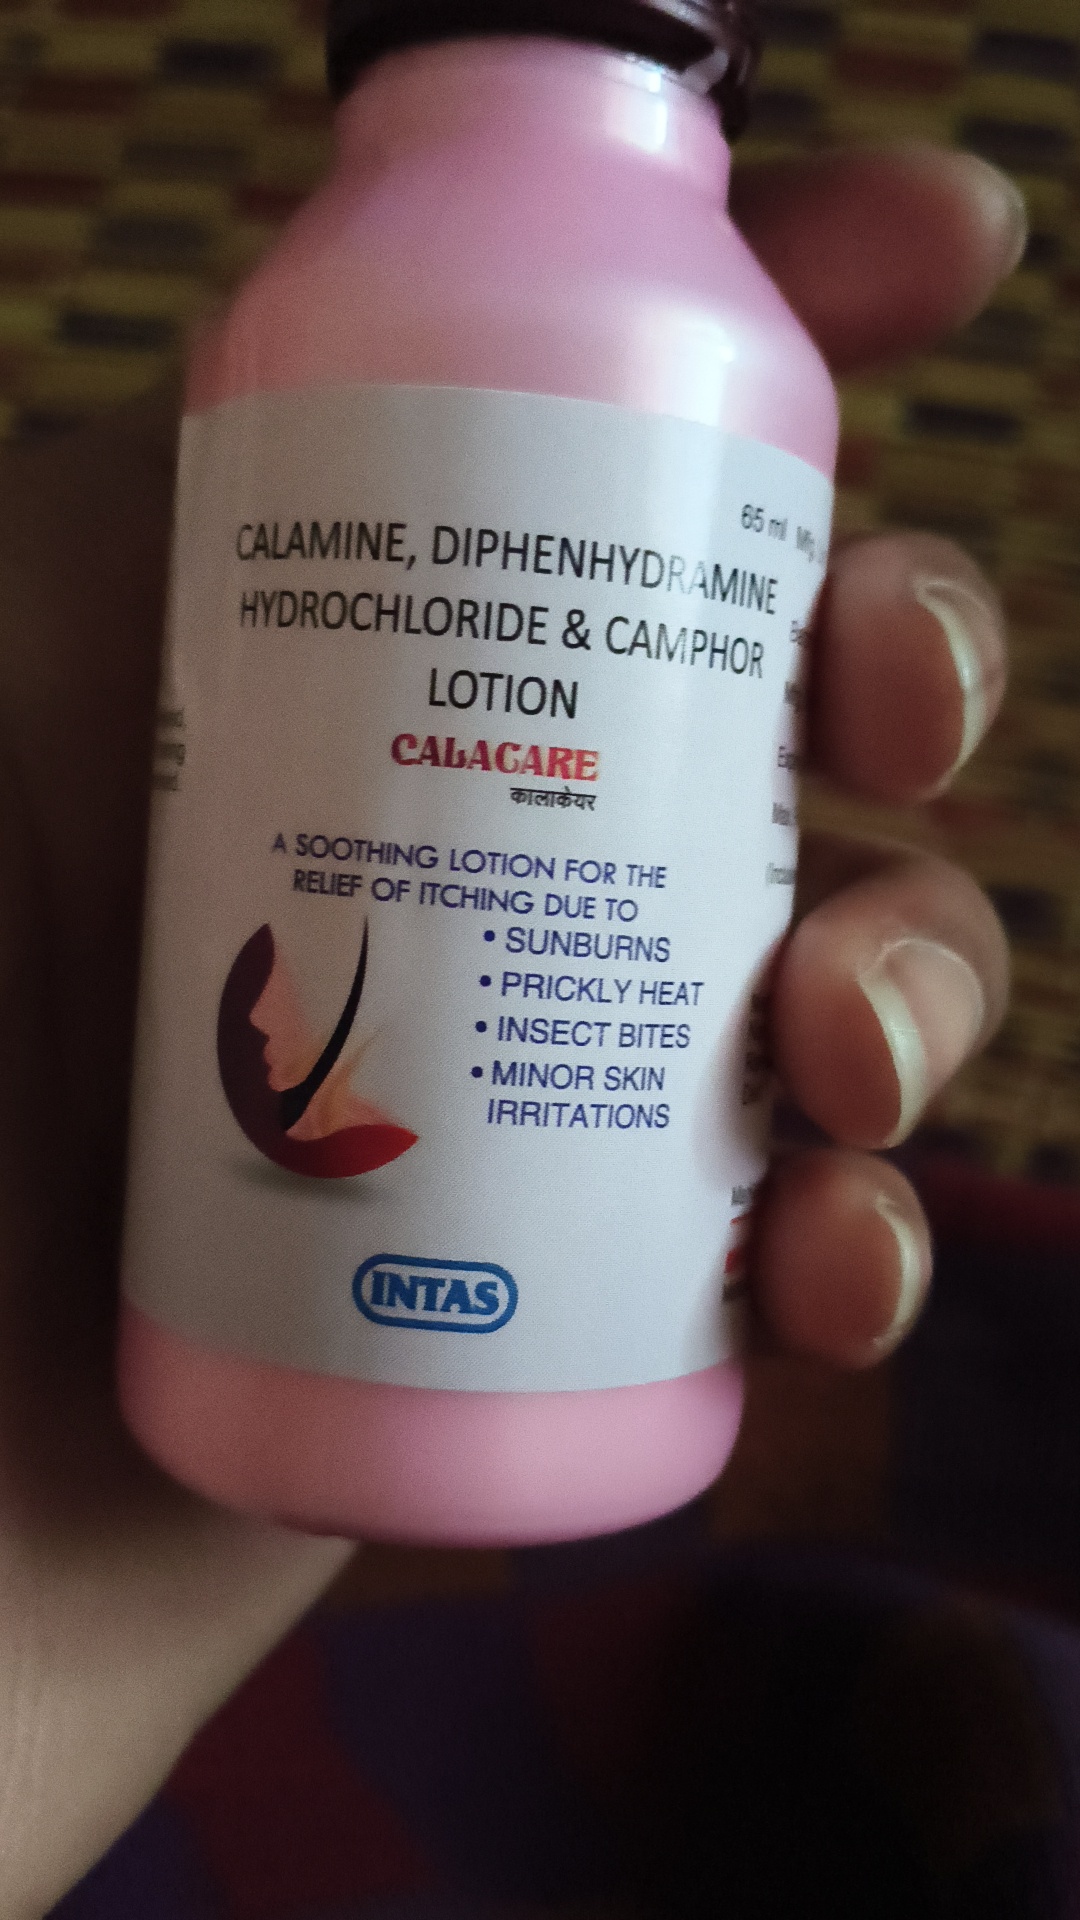 65 ml
CALAMINE, DIPHENHYDRAMINE
HYDROCHLORIDE & CAMPHOR
LOTION
CALACARE
कालाकेयर
A SOOTHING LOTION FOR THE
RELIEF OF ITCHING DUE TO
• SUNBURNS
• PRICKLY HEAT
• INSECT BITES
• MINOR SKIN
IRRITATIONS
INTAS